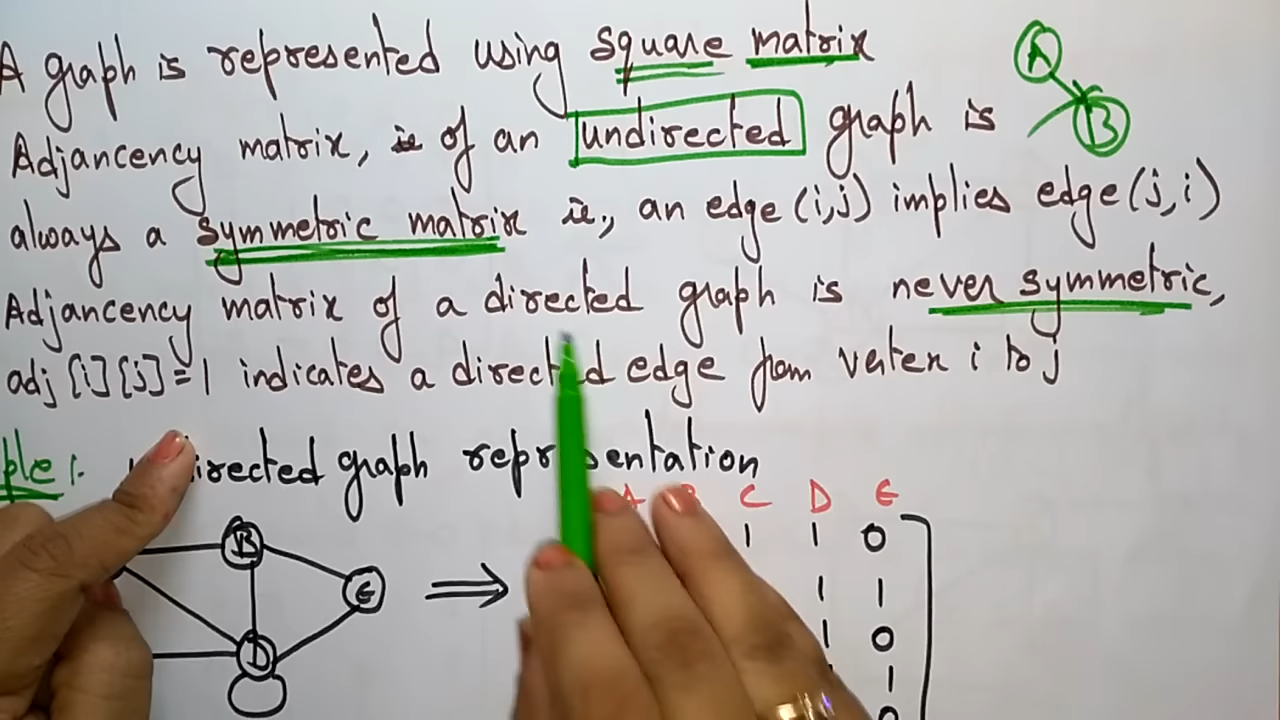 A graph is represented using square matrix
Adjancency matrix, ie of an undirected graph is
always a symmetric matrix ie., an edge(i,j) implies edge(j,i)
Adjancency matrix of a directed graph is never symmetric,
adj[i][j]=1 indicates a directed edge from vertex i to j
ple:- directed graph representation
A B
A B C D E
1 1 0
1 1
1 0
1
0
B
E
D